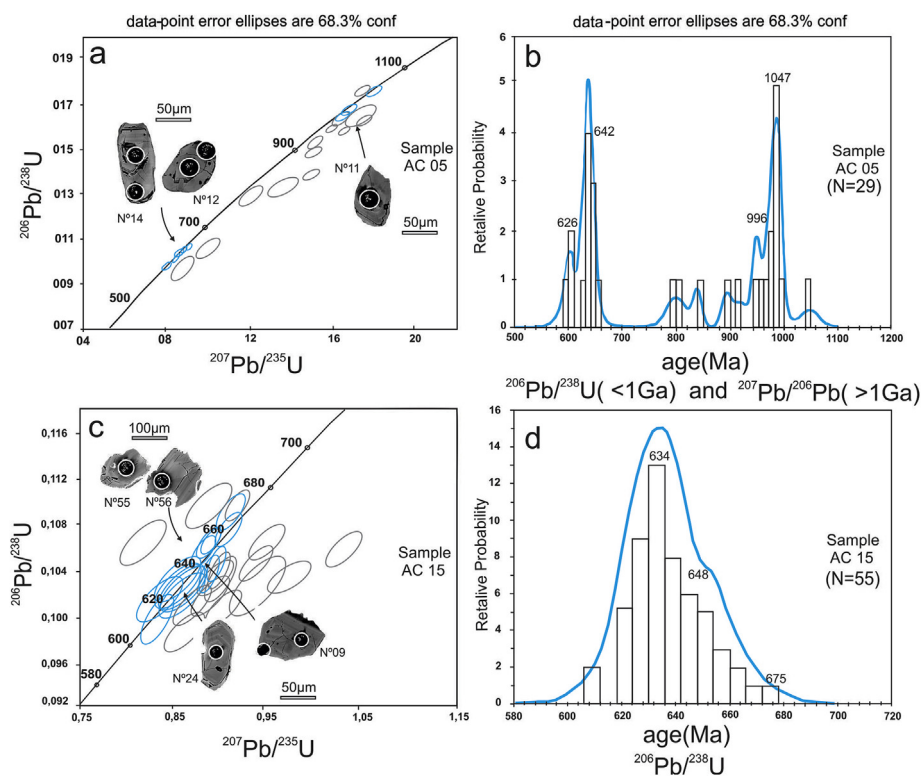 data-point error ellipses are 68.3% conf
data-point error ellipses are 68.3% conf
a
019
017
015
013
011
009
007
04
08
12
16
20
206Pb/238U
207Pb/235U
500
700
900
1100
50µm
Nº14
Nº12
Nº11
50µm
Sample
AC 05
b
6
5
4
3
2
1
0
500
600
700
800
900
1000
1100
1200
Retalive Probability
age(Ma)
626
642
996
1047
Sample
AC 05
(N=29)
206Pb/238U( <1Ga) and 207Pb/206Pb( >1Ga)
c
0,116
0,112
0,108
0,104
0,100
0,096
0,092
0,75
0,85
0,95
1,05
1,15
206Pb/238U
207Pb/235U
580
600
620
640
660
680
700
100µm
Nº55
Nº56
Nº24
Nº09
50µm
Sample
AC 15
d
16
15
12
10
8
6
4
2
0
580
600
620
640
660
680
700
720
Retalive Probability
age(Ma)
206Pb/238U
634
648
675
Sample
AC 15
(N=55)